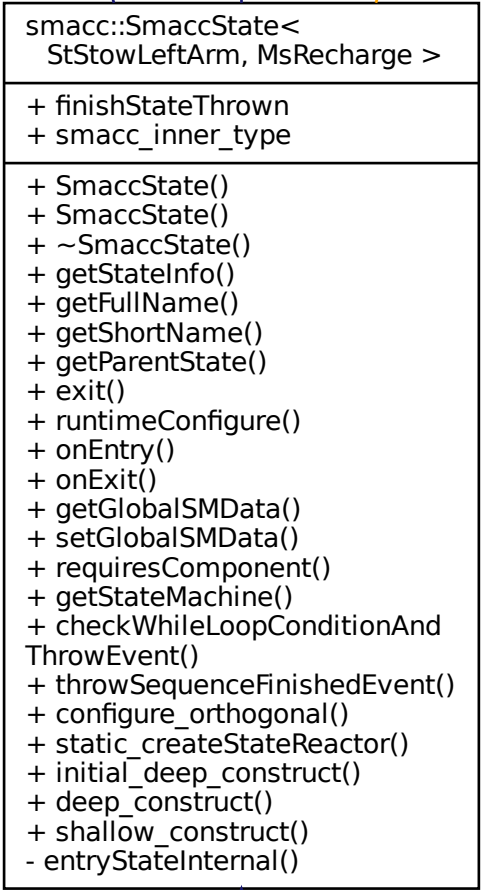 smacc::SmaccState<
StStowLeftArm, MsRecharge >
+ finishStateThrown
+ smacc_inner_type
+ SmaccState()
+ SmaccState()
+ ~SmaccState()
+ getStateInfo()
+ getFullName()
+ getShortName()
+ getParentState()
+ exit()
+ runtimeConfigure()
+ onEntry()
+ onExit()
+ getGlobalSMData()
+ setGlobalSMData()
+ requiresComponent()
+ getStateMachine()
+ checkWhileLoopConditionAnd
ThrowEvent()
+ throwSequenceFinishedEvent()
+ configure_orthogonal()
+ static_createStateReactor()
+ initial_deep_construct()
+ deep_construct()
+ shallow_construct()
- entryStateInternal()